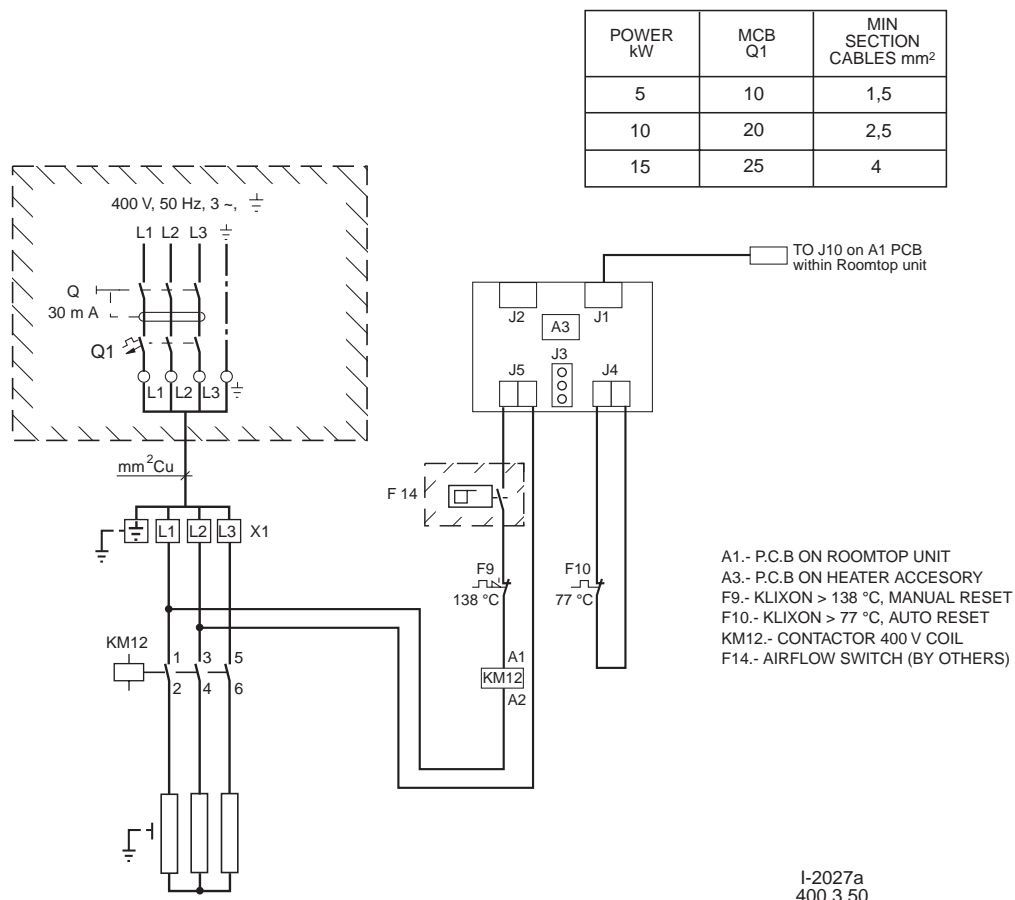 POWER kW MCB Q1 MIN SECTION CABLES mm²
5 10 1,5
10 20 2,5
15 25 4
400 V, 50 Hz, 3 ~,
L1 L2 L3
Q
30 m A
Q1
L1 L2 L3
mm²Cu
L1 L2 L3 X1
KM12
1 3 5
2 4 6
TO J10 on A1 PCB
within Roomtop unit
J2 J1
A3
J3
J5 J4
F 14
F9
138 °C
F10
77 °C
A1
KM12
A2
A1.- P.C.B ON ROOMTOP UNIT
A3.- P.C.B ON HEATER ACCESORY
F9.- KLIXON > 138 °C, MANUAL RESET
F10.- KLIXON > 77 °C, AUTO RESET
KM12.- CONTACTOR 400 V COIL
F14.- AIRFLOW SWITCH (BY OTHERS)
I-2027a
400.3.50